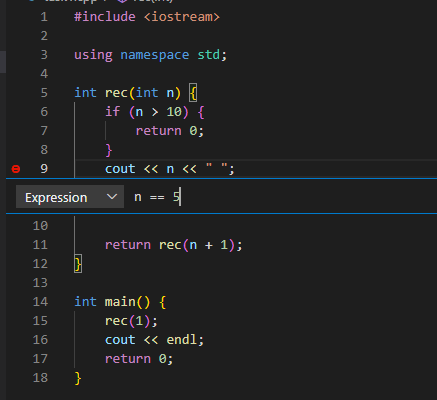 1 #include <iostream>
2
3 using namespace std;
4
5 int rec(int n) {
6 if (n > 10) {
7 return 0;
8 }
9 cout << n << " ";
Expression n == 5
10
11 return rec(n + 1);
12 }
13
14 int main() {
15 rec(1);
16 cout << endl;
17 return 0;
18 }